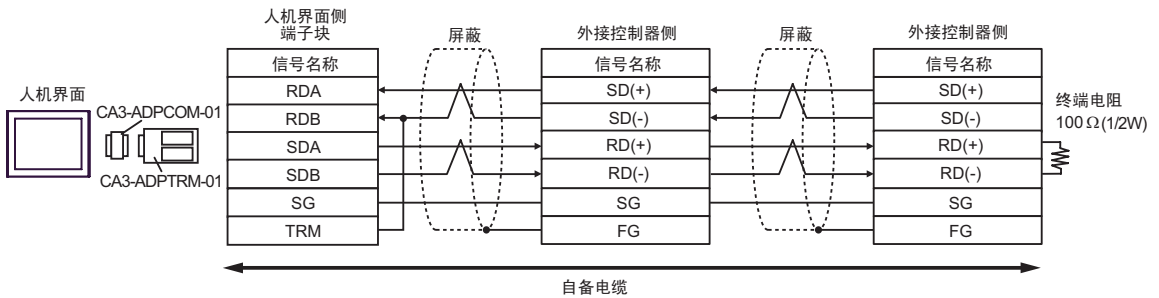 人机界面
CA3-ADPCOM-01
CA3-ADPTRM-01
人机界面侧
端子块
信号名称
RDA
RDB
SDA
SDB
SG
TRM
屏蔽
外接控制器侧
信号名称
SD(+)
SD(-)
RD(+)
RD(-)
SG
FG
屏蔽
外接控制器侧
信号名称
SD(+)
SD(-)
RD(+)
RD(-)
SG
FG
终端电阻
100Ω(1/2W)
自备电缆